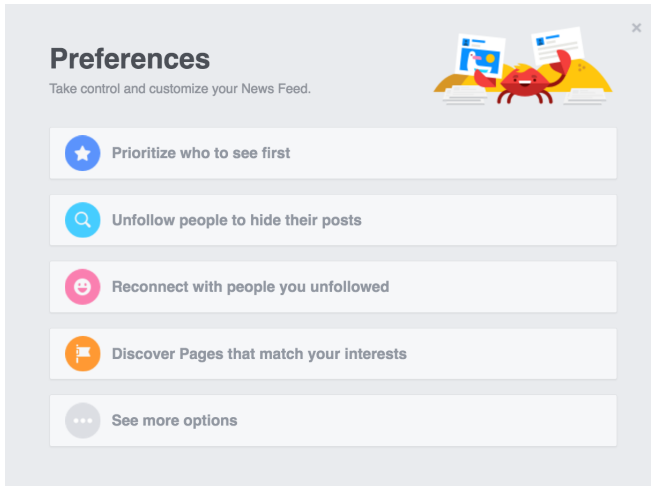 Preferences
Take control and customize your News Feed.
Prioritize who to see first
Unfollow people to hide their posts
Reconnect with people you unfollowed
Discover Pages that match your interests
See more options